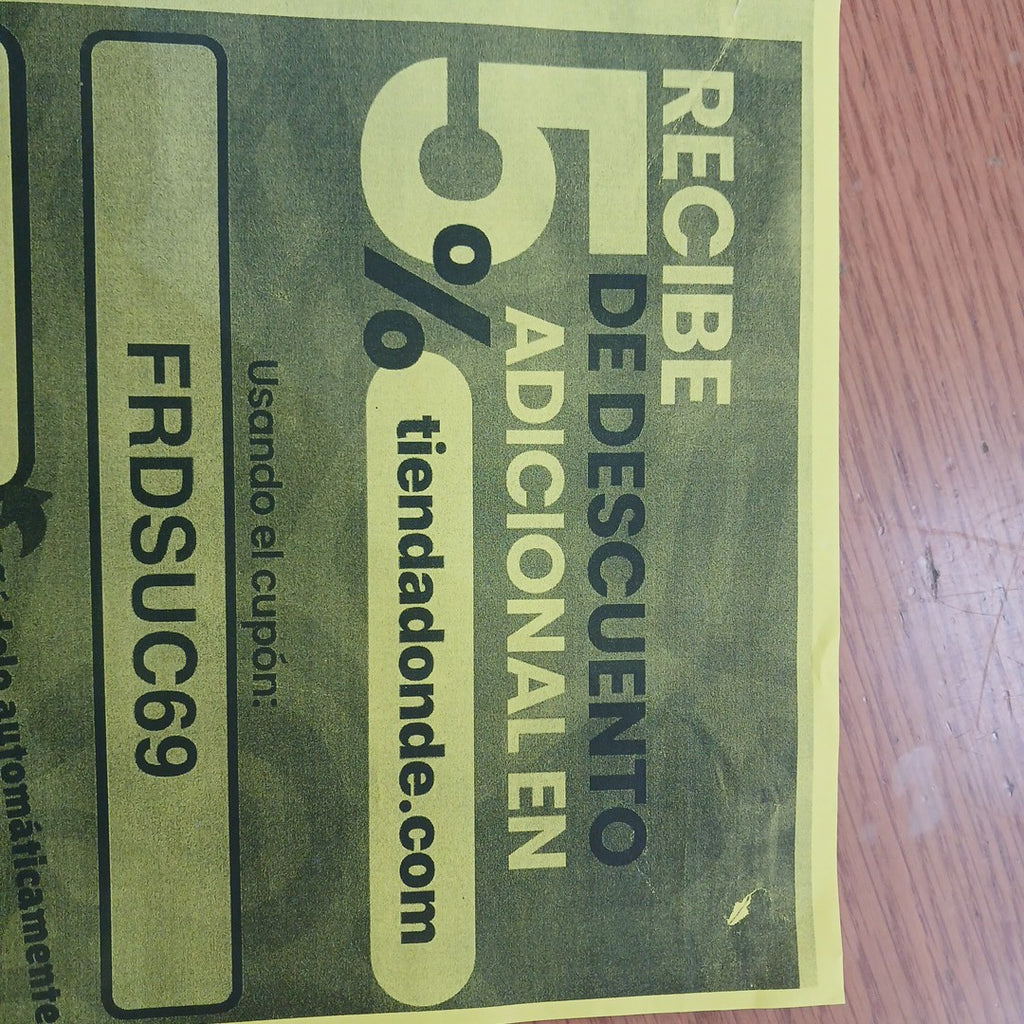 RECIBE
5% DE DESCUENTO
ADICIONAL EN
tiendadonde.com
Usando el cupón:
FRDSUC69
automáticamente